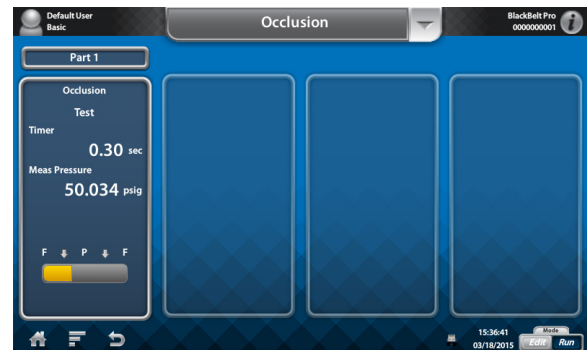 Default User
Basic
Occlusion
BlackBelt Pro
0000000001
i
Part 1
Occlusion
Test
Timer
0.30 sec
Meas Pressure
50.034 psig
F P F
15:36:41
03/18/2015
Mode
Edit Run